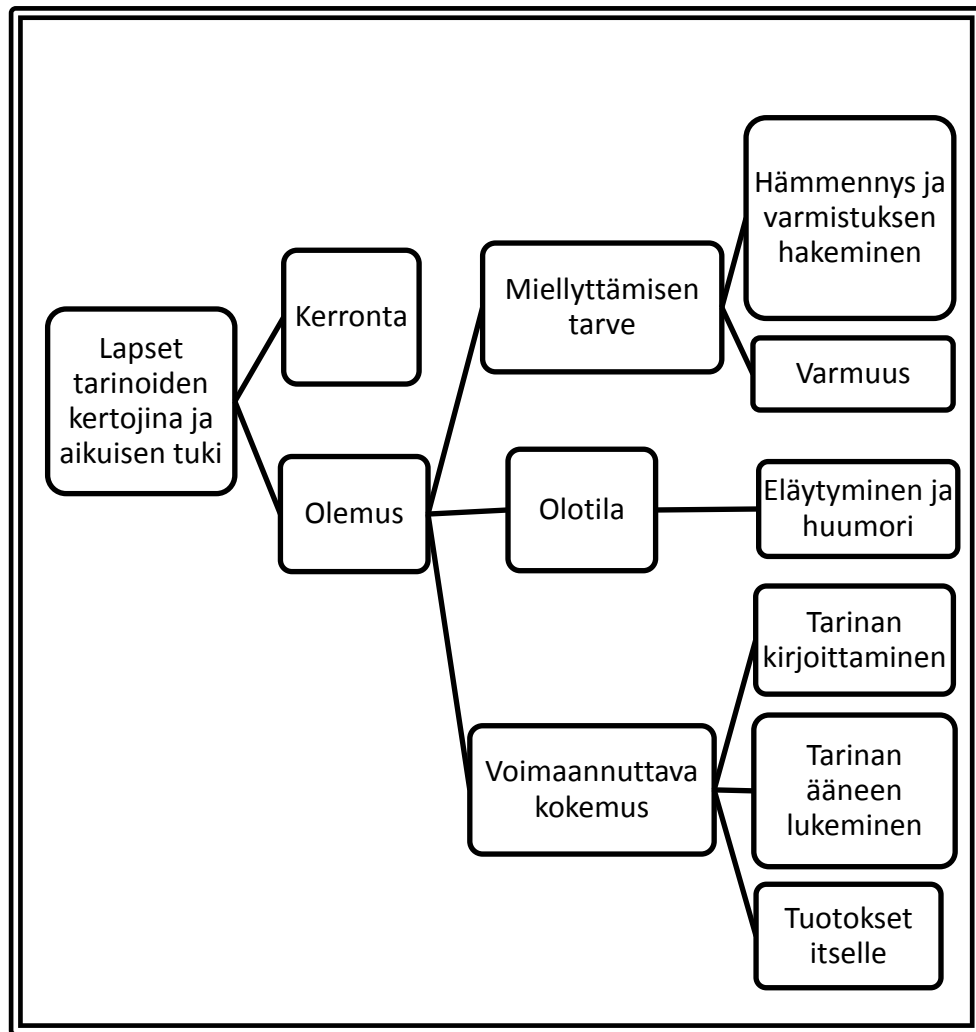 Lapset
tarinoiden
kertojina ja
aikuisen tuki
Kerronta
Olemus
Miellyttämisen
tarve
Hämmennys ja
varmistuksen
hakeminen
Varmuus
Olotila
Eläytyminen ja
huumori
Voimaannuttava
kokemus
Tarinan
kirjoittaminen
Tarinan
ääneen
lukeminen
Tuotokset
itselle